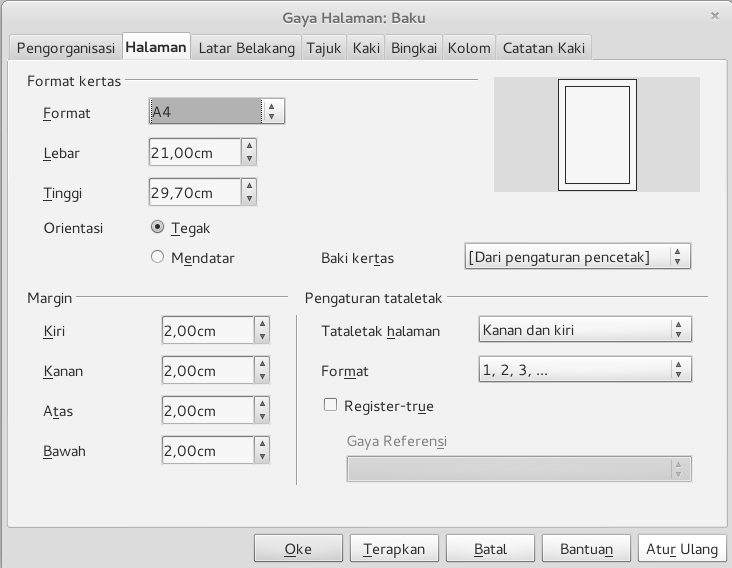 Gaya Halaman: Baku
Pengorganisasi Halaman Latar Belakang Tajuk Kaki Bingkai Kolom Catatan Kaki
Format kertas
Format A4
Lebar 21,00cm
Tinggi 29,70cm
Orientasi Tegak
Mendatar Baki kertas [Dari pengaturan pencetak]
Margin Pengaturan tataletak
Kiri 2,00cm Tataletak halaman Kanan dan kiri
Kanan 2,00cm Format 1, 2, 3, ...
Atas 2,00cm Register-true
Bawah 2,00cm Gaya Referensi
Oke Terapkan Batal Bantuan Atur Ulang